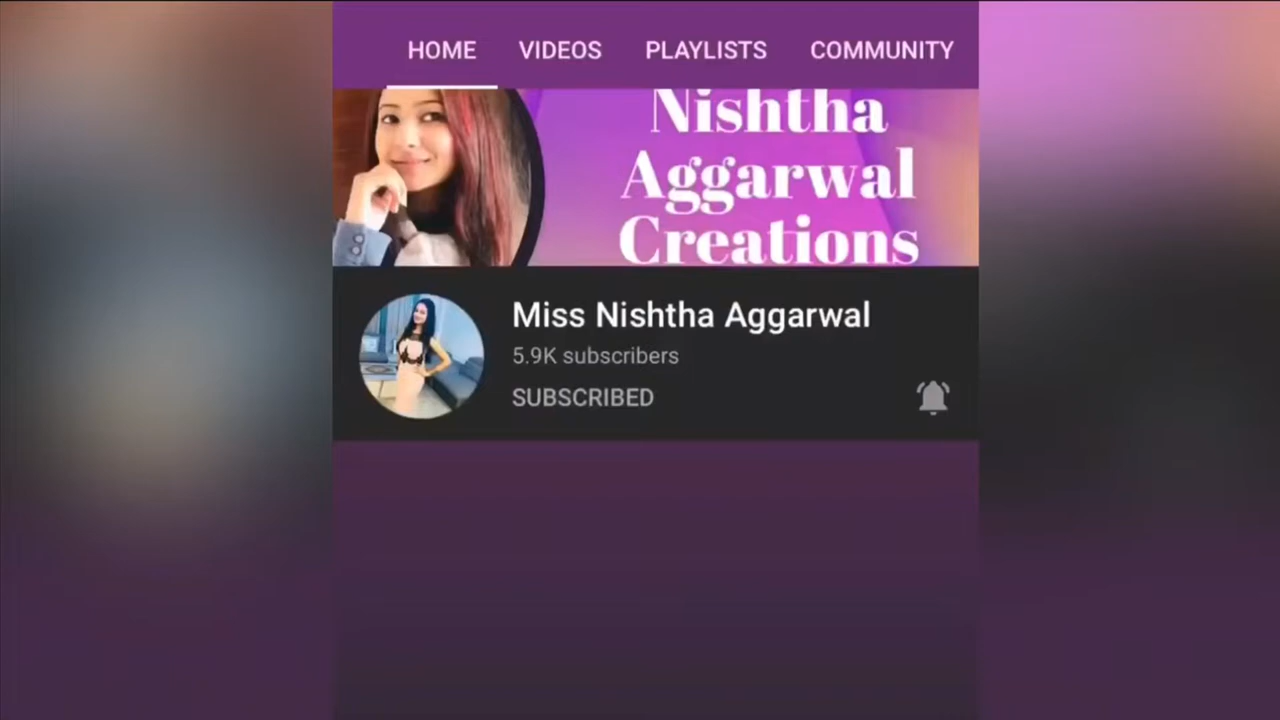 HOME VIDEOS PLAYLISTS COMMUNITY
Nishtha
Aggarwal
Creations
Miss Nishtha Aggarwal
5.9K subscribers
SUBSCRIBED